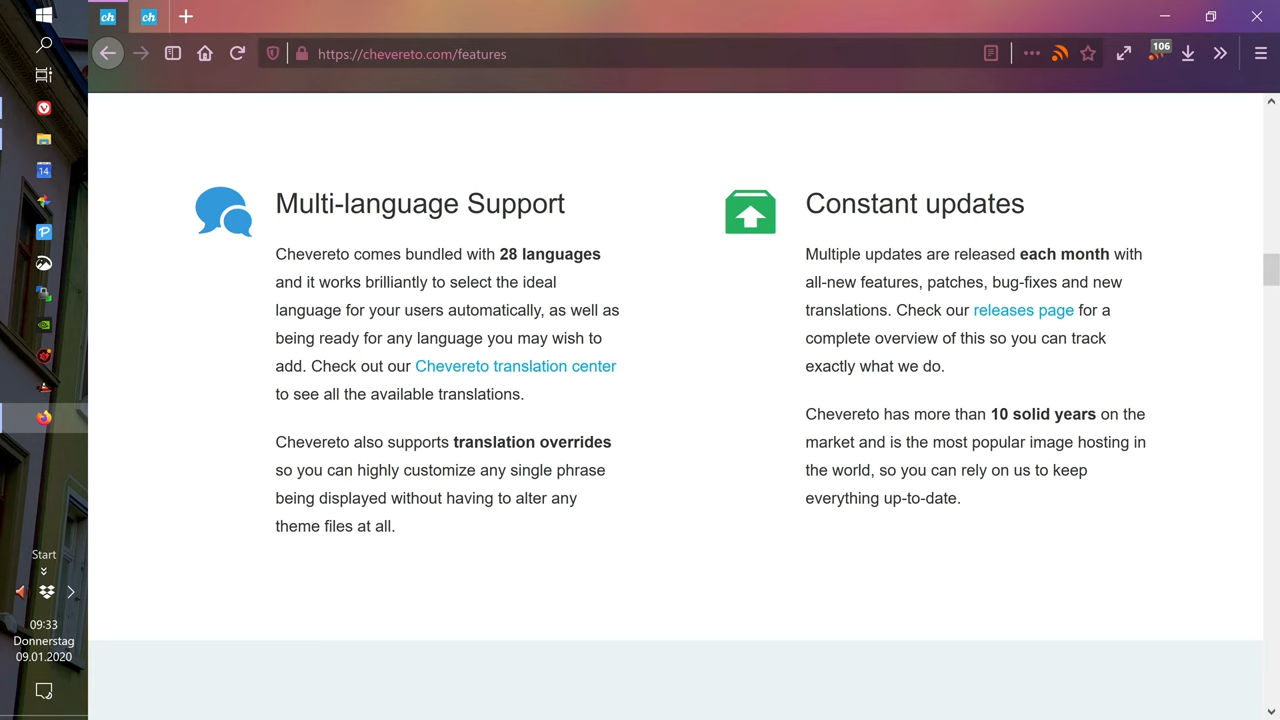 ch
ch
https://chevereto.com/features
106
14
Multi-language Support
Chevereto comes bundled with 28 languages
and it works brilliantly to select the ideal
language for your users automatically, as well as
being ready for any language you may wish to
add. Check out our Chevereto translation center
to see all the available translations.
Chevereto also supports translation overrides
so you can highly customize any single phrase
being displayed without having to alter any
theme files at all.
Constant updates
Multiple updates are released each month with
all-new features, patches, bug-fixes and new
translations. Check our releases page for a
complete overview of this so you can track
exactly what we do.
Chevereto has more than 10 solid years on the
market and is the most popular image hosting in
the world, so you can rely on us to keep
everything up-to-date.
Start
09:33
Donnerstag
09.01.2020